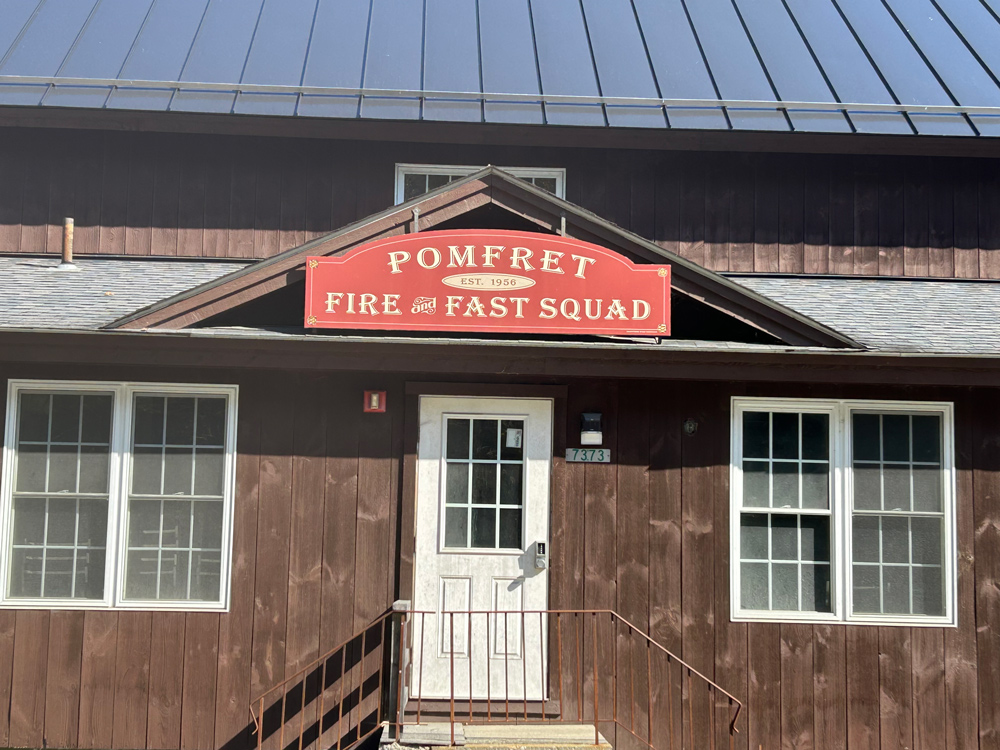 POMFRET
EST. 1956
FIRE and FAST SQUAD
7373